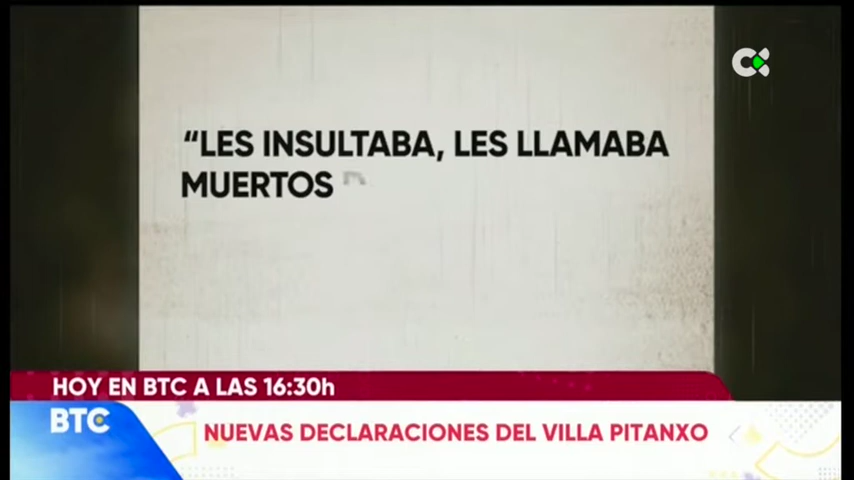 “LES INSULTABA, LES LLAMABA
MUERTOS
HOY EN BTC A LAS 16:30h
BTC
NUEVAS DECLARACIONES DEL VILLA PITANXO